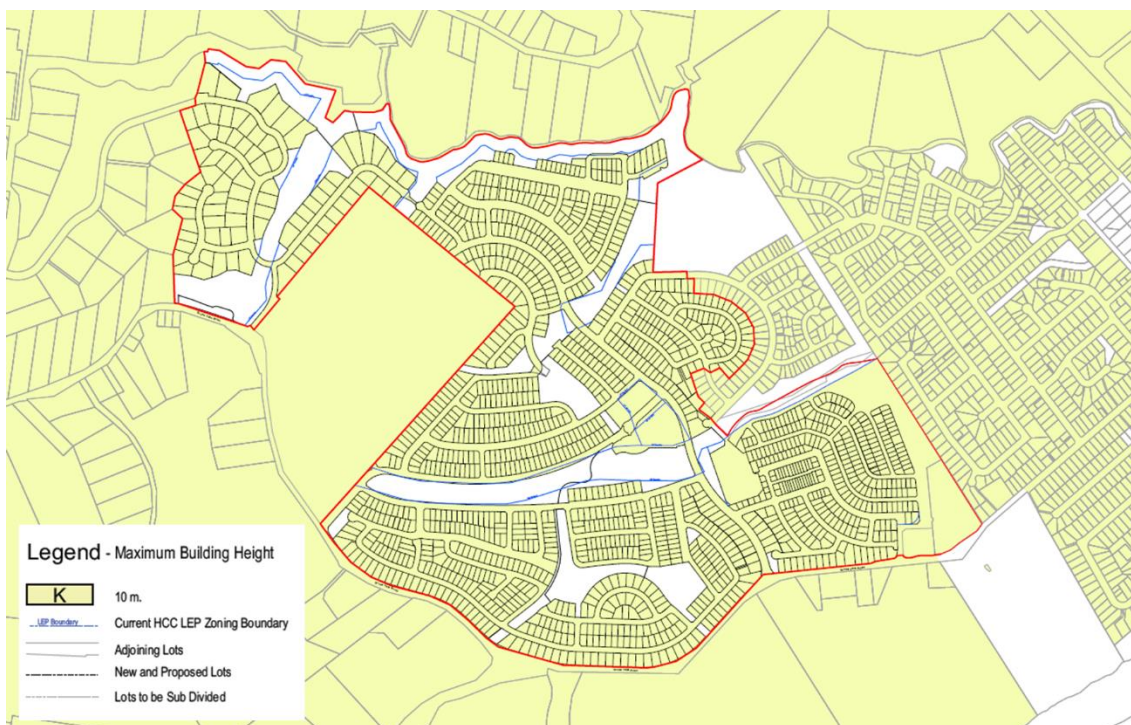 Legend - Maximum Building Height
K 10 m.
LEP Boundary Current HCC LEP Zoning Boundary
Adjoining Lots
New and Proposed Lots
Lots to be Sub Divided